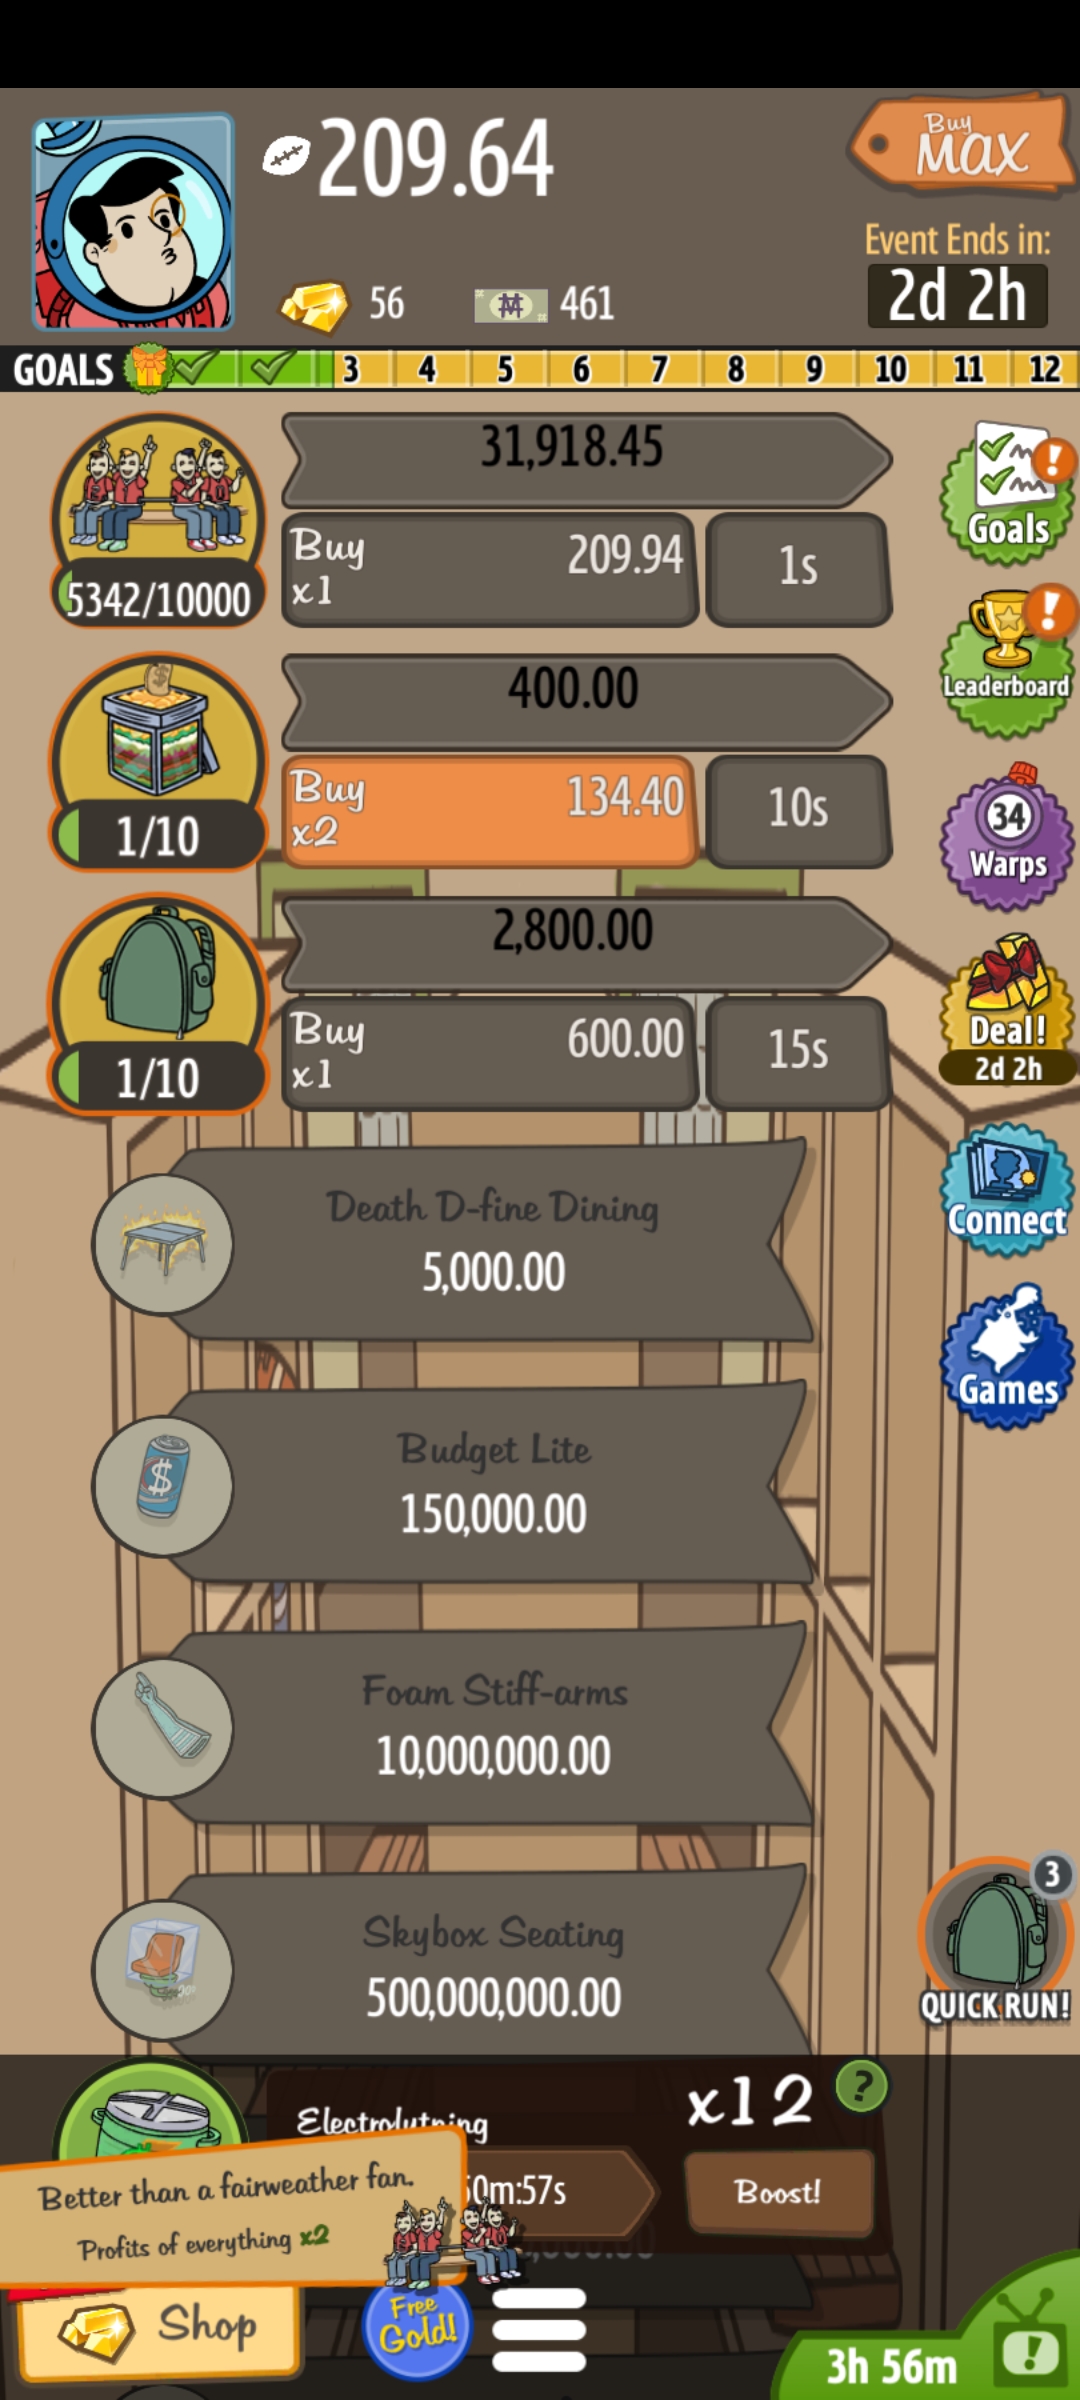 209.64
Buy
MAX
Event Ends in:
2d 2h
56
461
GOALS
3
4
5
6
7
8
9
10
11
12
31,918.45
Buy
x1
209.94
1s
5342/10000
Goals
Leaderboard
400.00
Buy
x2
134.40
10s
1/10
34
Warps
2,800.00
Buy
x1
600.00
15s
1/10
Deal!
2d 2h
Death D-fine Dining
5,000.00
Connect
Games
Budget Lite
150,000.00
Foam Stiff-arms
10,000,000.00
Skybox Seating
500,000,000.00
3
QUICK RUN!
x12
?
Boost!
Better than a fairweather fan.
Profits of everything x2
Shop
Free
Gold!
3h 56m